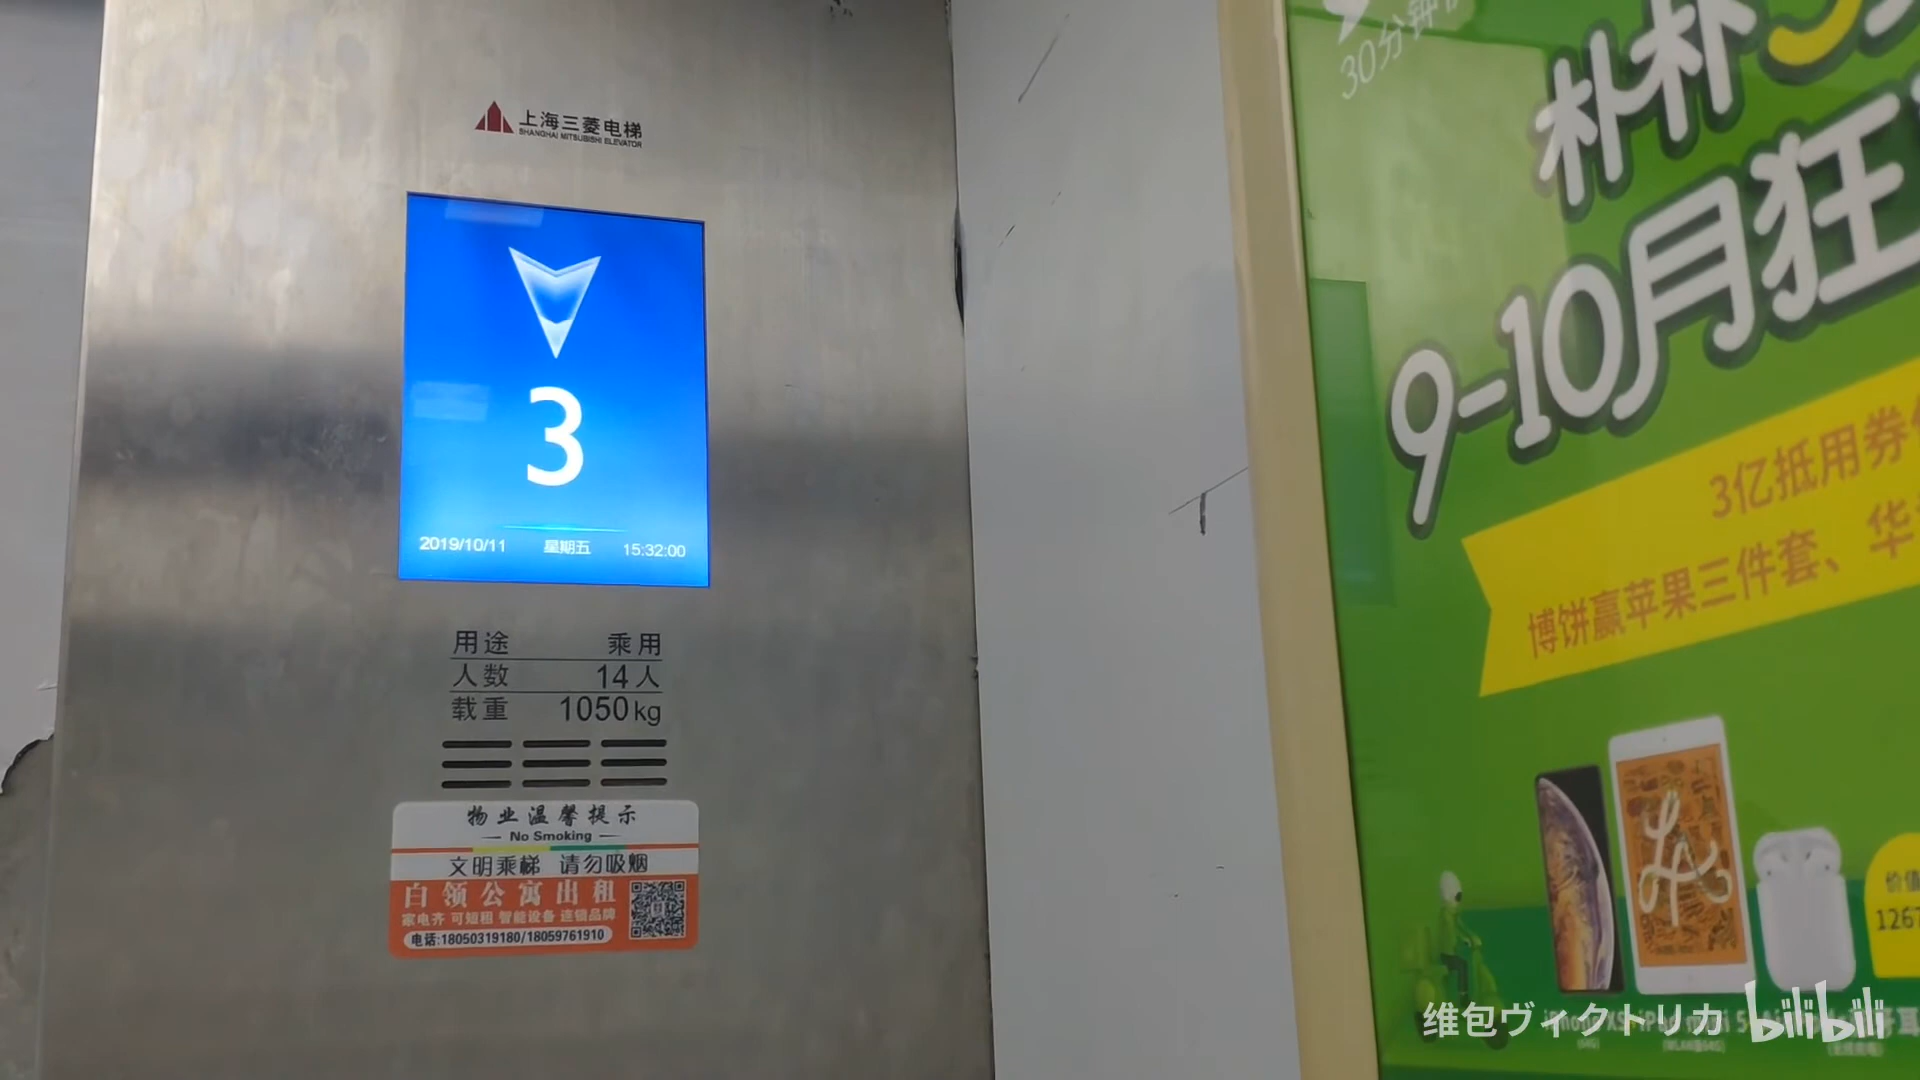 上海三菱电梯
SHANGHAI MITSUBISHI ELEVATOR
3
2019/10/11 星期五 15:32:00
用途 乘用
人数 14人
载重 1050kg
物业温馨提示
No Smoking
文明乘梯 请勿吸烟
白领公寓出租
家电齐 可短租 智能设备 连锁品牌
电话:18050319180/18059761910
30分钟
朴朴
9-10月狂
3亿抵用券
博饼赢苹果三件套、华
价值
1267
维包ヴィクトリカ
bilibili